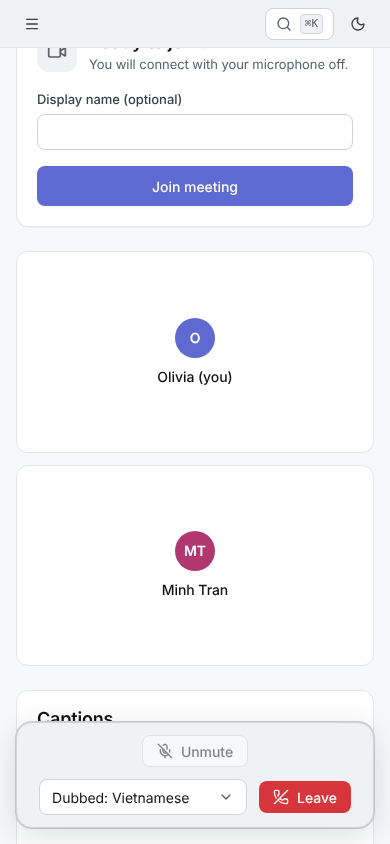 ⌘K
You will connect with your microphone off.
Display name (optional)
Join meeting
O
Olivia (you)
MT
Minh Tran
Captions
Unmute
Dubbed: Vietnamese
Leave